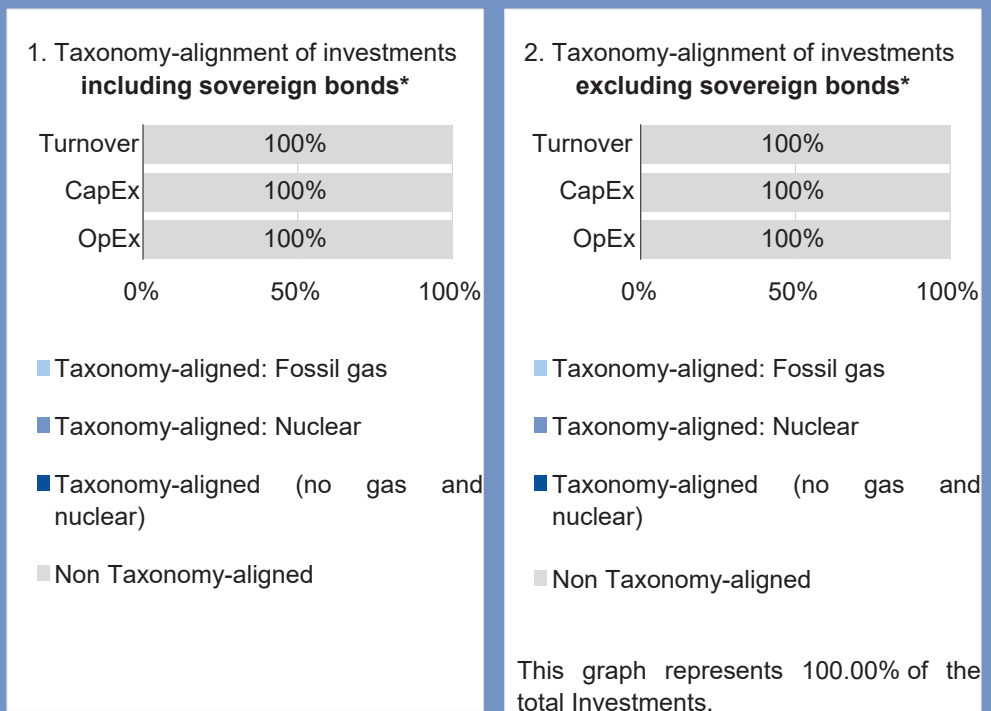 1. Taxonomy-alignment of investments
including sovereign bonds*
Turnover 100%
CapEx 100%
OpEx 100%
0% 50% 100%
Taxonomy-aligned: Fossil gas
Taxonomy-aligned: Nuclear
Taxonomy-aligned (no gas and
nuclear)
Non Taxonomy-aligned
2. Taxonomy-alignment of investments
excluding sovereign bonds*
Turnover 100%
CapEx 100%
OpEx 100%
0% 50% 100%
Taxonomy-aligned: Fossil gas
Taxonomy-aligned: Nuclear
Taxonomy-aligned (no gas and
nuclear)
Non Taxonomy-aligned
This graph represents 100.00% of the
total Investments.